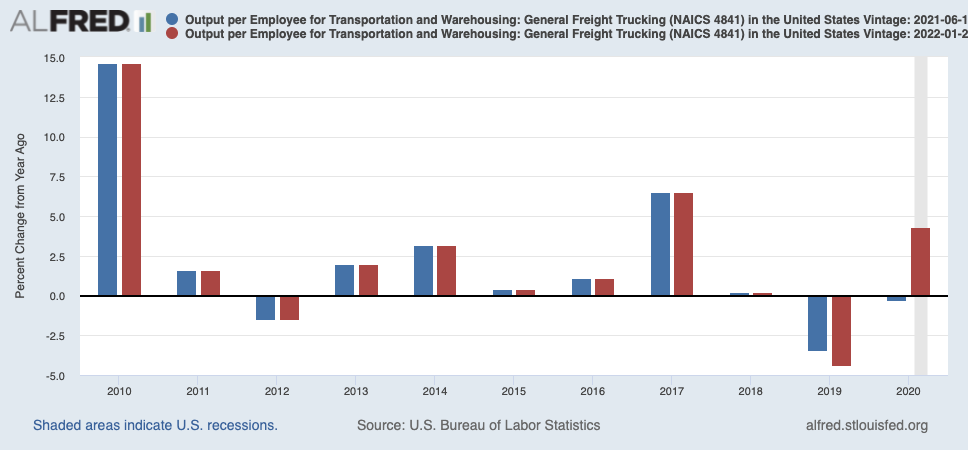 ALFRED
Output per Employee for Transportation and Warehousing: General Freight Trucking (NAICS 4841) in the United States Vintage: 2021-06-1
Output per Employee for Transportation and Warehousing: General Freight Trucking (NAICS 4841) in the United States Vintage: 2022-01-2
Percent Change from Year Ago
15.0
12.5
10.0
7.5
5.0
2.5
0.0
-2.5
-5.0
2010 2011 2012 2013 2014 2015 2016 2017 2018 2019 2020
Shaded areas indicate U.S. recessions. Source: U.S. Bureau of Labor Statistics alfred.stlouisfed.org